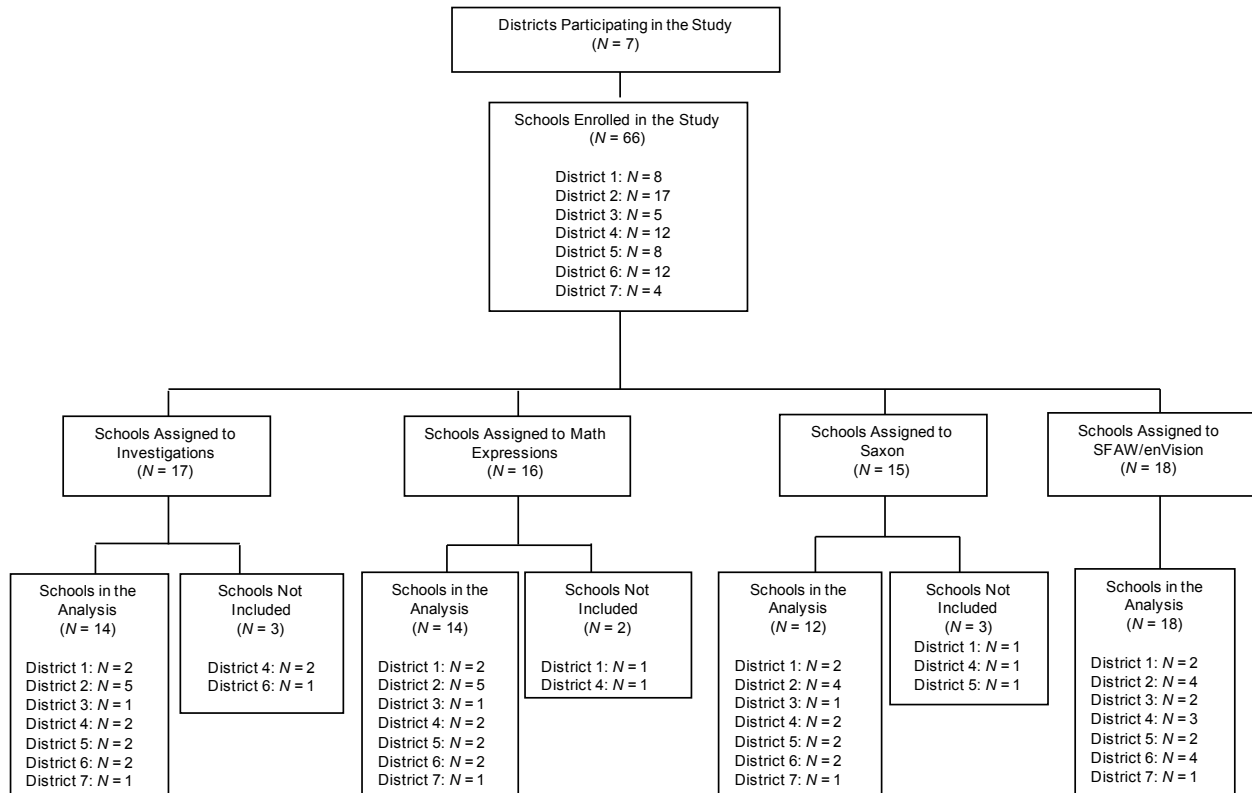 Districts Participating in the Study
(N = 7)
Schools Enrolled in the Study
(N = 66)
District 1: N = 8
District 2: N = 17
District 3: N = 5
District 4: N = 12
District 5: N = 8
District 6: N = 12
District 7: N = 4
Schools Assigned to
Investigations
(N = 17)
Schools Assigned to Math
Expressions
(N = 16)
Schools Assigned to
Saxon
(N = 15)
Schools Assigned to
SFAW/enVision
(N = 18)
Schools in the
Analysis
(N = 14)
District 1: N = 2
District 2: N = 5
District 3: N = 1
District 4: N = 2
District 5: N = 2
District 6: N = 2
District 7: N = 1
Schools Not
Included
(N = 3)
District 4: N = 2
District 6: N = 1
Schools in the
Analysis
(N = 14)
District 1: N = 2
District 2: N = 5
District 3: N = 1
District 4: N = 2
District 5: N = 2
District 6: N = 2
District 7: N = 1
Schools Not
Included
(N = 2)
District 1: N = 1
District 4: N = 1
Schools in the
Analysis
(N = 12)
District 1: N = 2
District 2: N = 4
District 3: N = 1
District 4: N = 2
District 5: N = 2
District 6: N = 2
District 7: N = 1
Schools Not
Included
(N = 3)
District 1: N = 1
District 4: N = 1
District 5: N = 1
Schools in the
Analysis
(N = 18)
District 1: N = 2
District 2: N = 4
District 3: N = 2
District 4: N = 3
District 5: N = 2
District 6: N = 4
District 7: N = 1